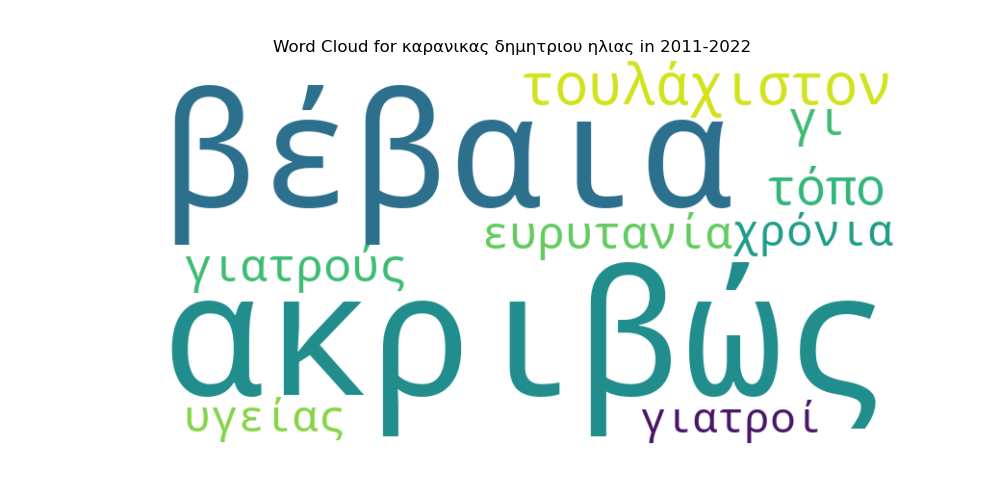 Word Cloud for καρανικας δημητριου ηλιας in 2011-2022
τουλάχιστον
βέβαια
γι
τόπο
ευρυτανία
χρόνια
γιατρούς
ακριβώς
υγείας
γιατροί